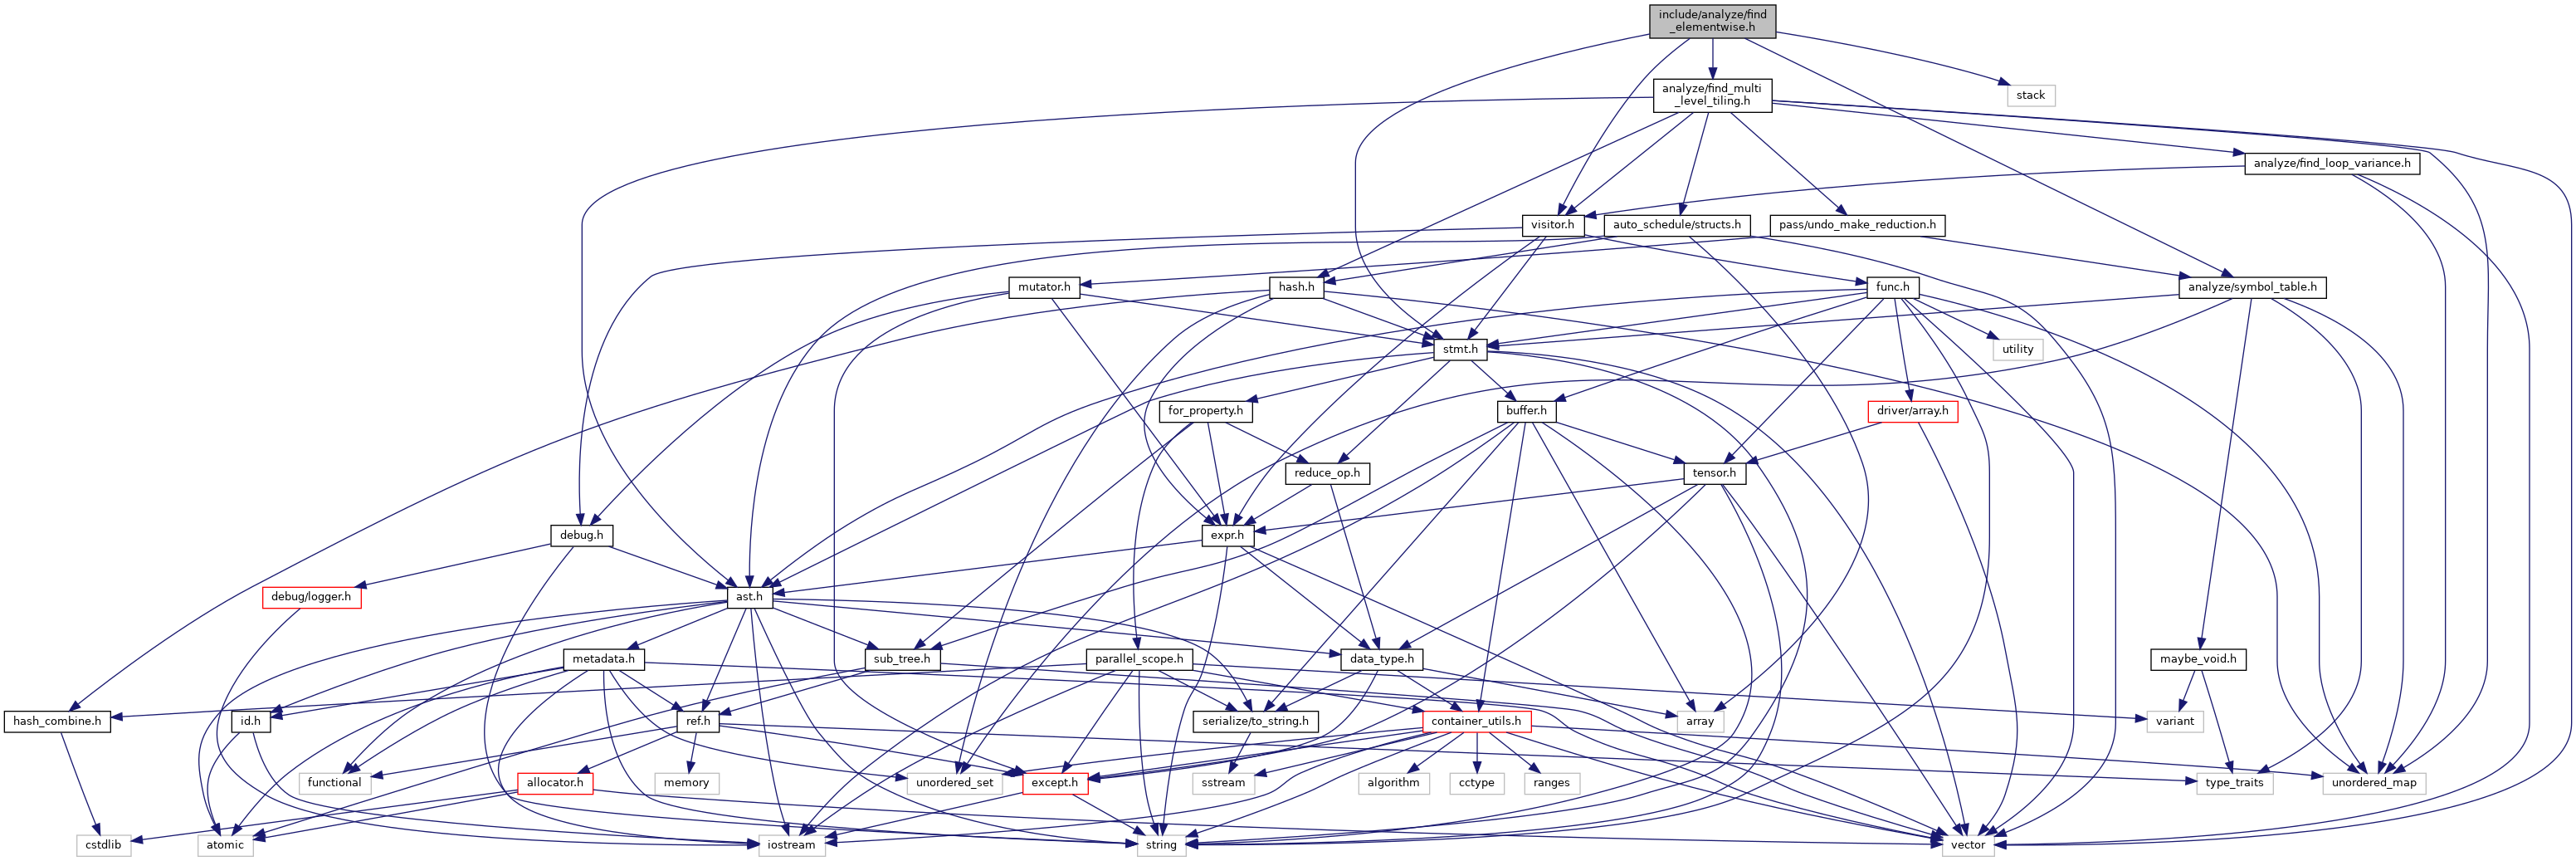 include/analyze/find
_elementwise.h
analyze/find_multi
_level_tiling.h
stack
analyze/find_loop_variance.h
visitor.h
auto_schedule/structs.h
pass/undo_make_reduction.h
mutator.h
hash.h
func.h
analyze/symbol_table.h
stmt.h
utility
for_property.h
buffer.h
driver/array.h
reduce_op.h
tensor.h
debug.h
expr.h
debug/logger.h
ast.h
metadata.h
sub_tree.h
parallel_scope.h
data_type.h
maybe_void.h
hash_combine.h
id.h
ref.h
serialize/to_string.h
container_utils.h
array
variant
functional
allocator.h
memory
unordered_set
except.h
sstream
algorithm
cctype
ranges
type_traits
unordered_map
cstdlib
atomic
iostream
string
vector